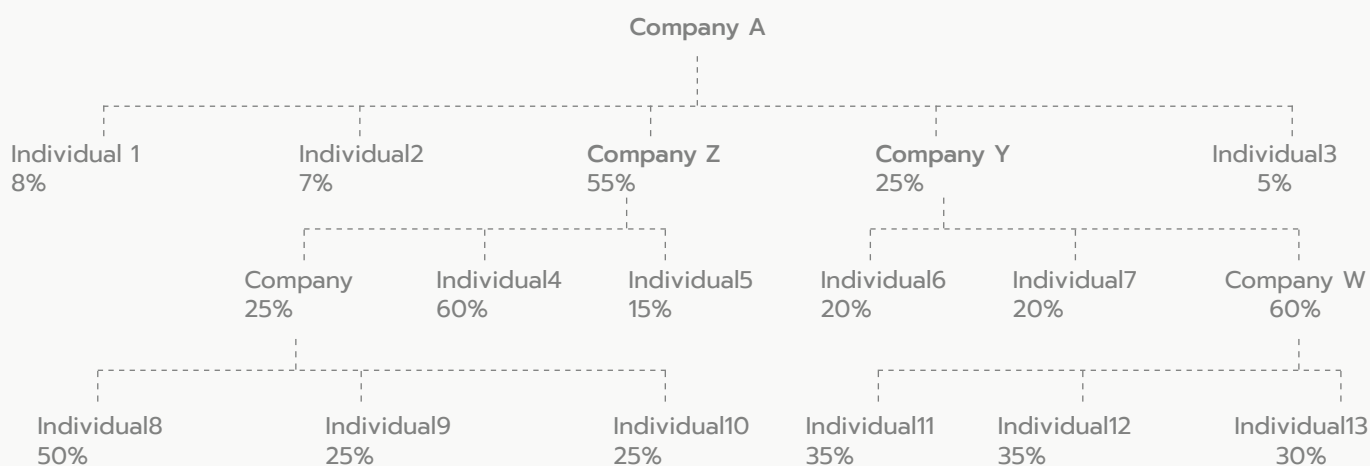 Company A
Individual 1 Individual2 Company Z Company Y Individual3
8% 7% 55% 25% 5%
Company Individual4 Individual5 Individual6 Individual7 Company W
25% 60% 15% 20% 20% 60%
Individual8 Individual9 Individual10 Individual11 Individual12 Individual13
50% 25% 25% 35% 35% 30%